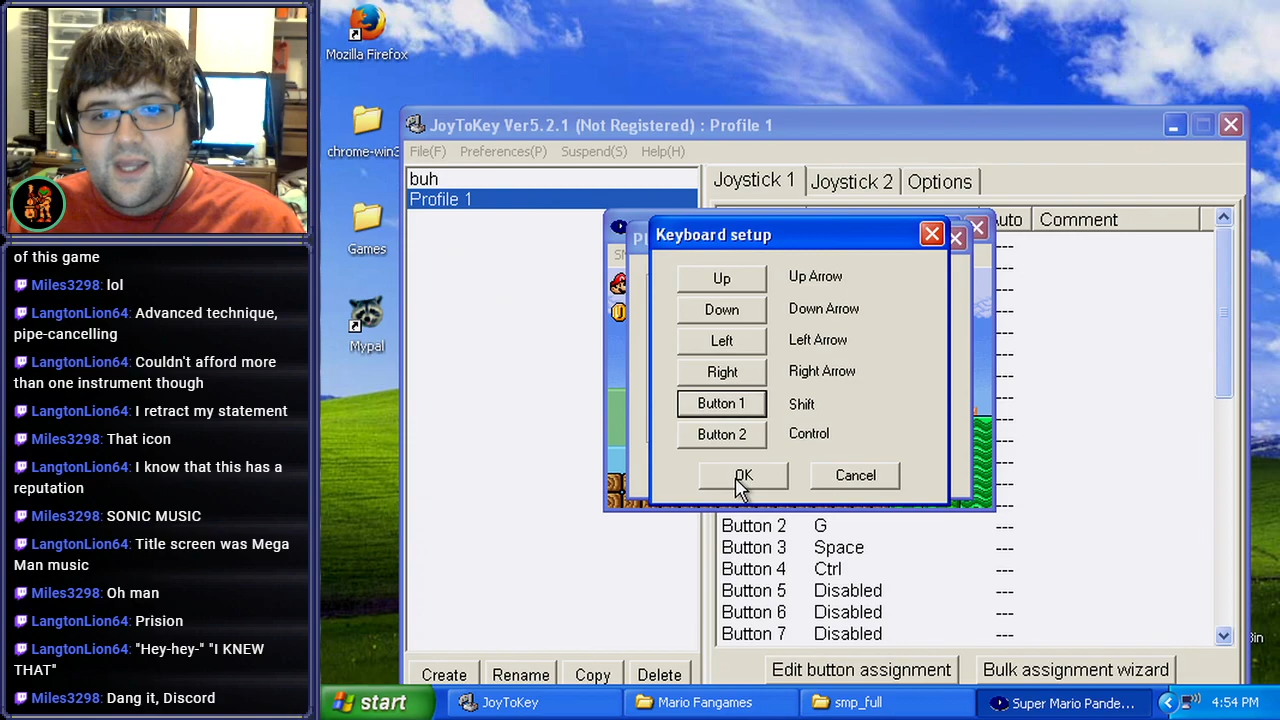 of this game
Miles3298: lol
LangtonLion64: Advanced technique,
pipe-cancelling
LangtonLion64: Couldn't afford more
than one instrument though
LangtonLion64: I retract my statement
Miles3298: That icon
LangtonLion64: I know that this has a
reputation
Miles3298: SONIC MUSIC
LangtonLion64: Title screen was Mega
Man music
Miles3298: Oh man
LangtonLion64: Prision
LangtonLion64: "Hey-hey-" "I KNEW
THAT"
Miles3298: Dang it, Discord
Mozilla Firefox
chrome-win3
Games
Mypal
JoyToKey Ver5.2.1 (Not Registered) : Profile 1
File(F) Preferences(P) Suspend(S) Help(H)
buh
Profile 1
Joystick 1 Joystick 2 Options
Auto Comment
Keyboard setup
Up Up Arrow
Down Down Arrow
Left Left Arrow
Right Right Arrow
Button 1 Shift
Button 2 Control
OK Cancel
---
---
---
---
---
---
---
---
---
---
---
---
---
Button 2 G ---
Button 3 Space ---
Button 4 Ctrl ---
Button 5 Disabled ---
Button 6 Disabled ---
Button 7 Disabled ---
Create Rename Copy Delete
Edit button assignment Bulk assignment wizard
start JoyToKey Mario Fangames smp_full Super Mario Pande... 4:54 PM